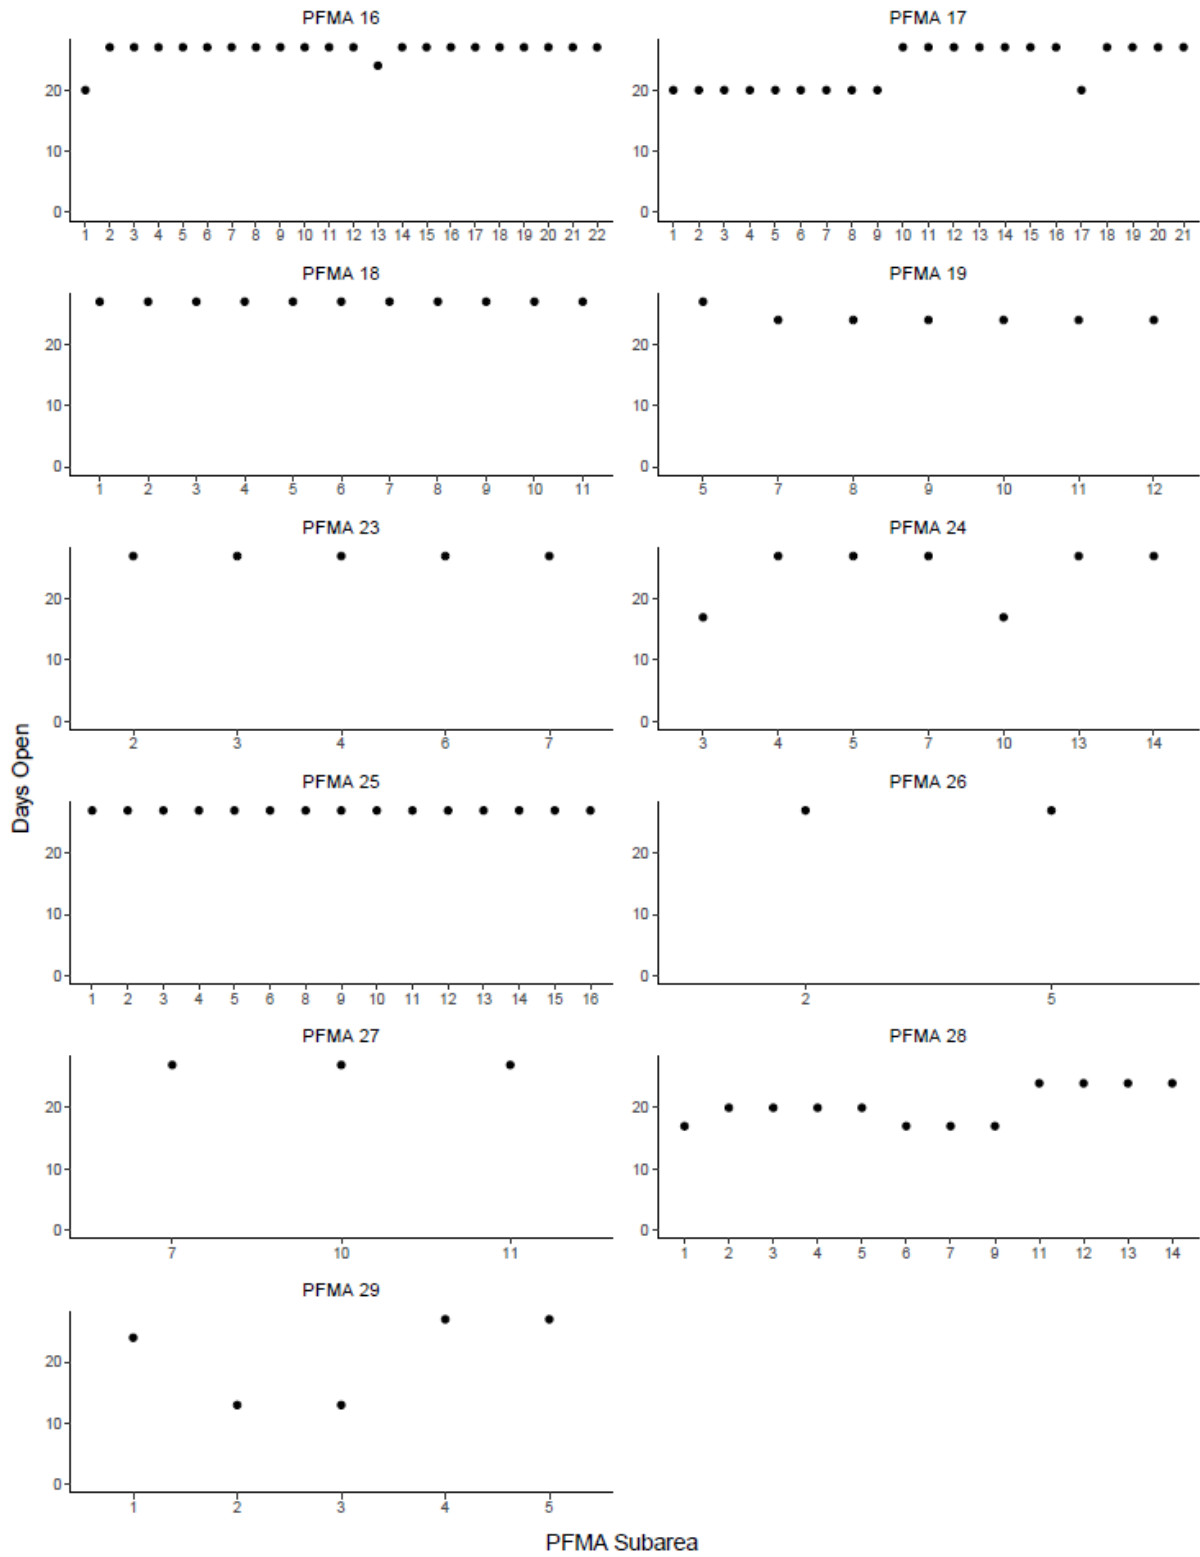 PFMA 16
20
10
0
1 2 3 4 5 6 7 8 9 10 11 12 13 14 15 16 17 18 19 20 21 22
PFMA 17
20
10
0
1 2 3 4 5 6 7 8 9 10 11 12 13 14 15 16 17 18 19 20 21
PFMA 18
20
10
0
1 2 3 4 5 6 7 8 9 10 11
PFMA 19
20
10
0
5 7 8 9 10 11 12
PFMA 23
20
10
0
2 3 4 6 7
PFMA 24
20
10
0
3 4 5 7 10 13 14
Days Open
PFMA 25
20
10
0
1 2 3 4 5 6 8 9 10 11 12 13 14 15 16
PFMA 26
20
10
0
2 5
PFMA 27
20
10
0
7 10 11
PFMA 28
20
10
0
1 2 3 4 5 6 7 9 11 12 13 14
PFMA 29
20
10
0
1 2 3 4 5
PFMA Subarea